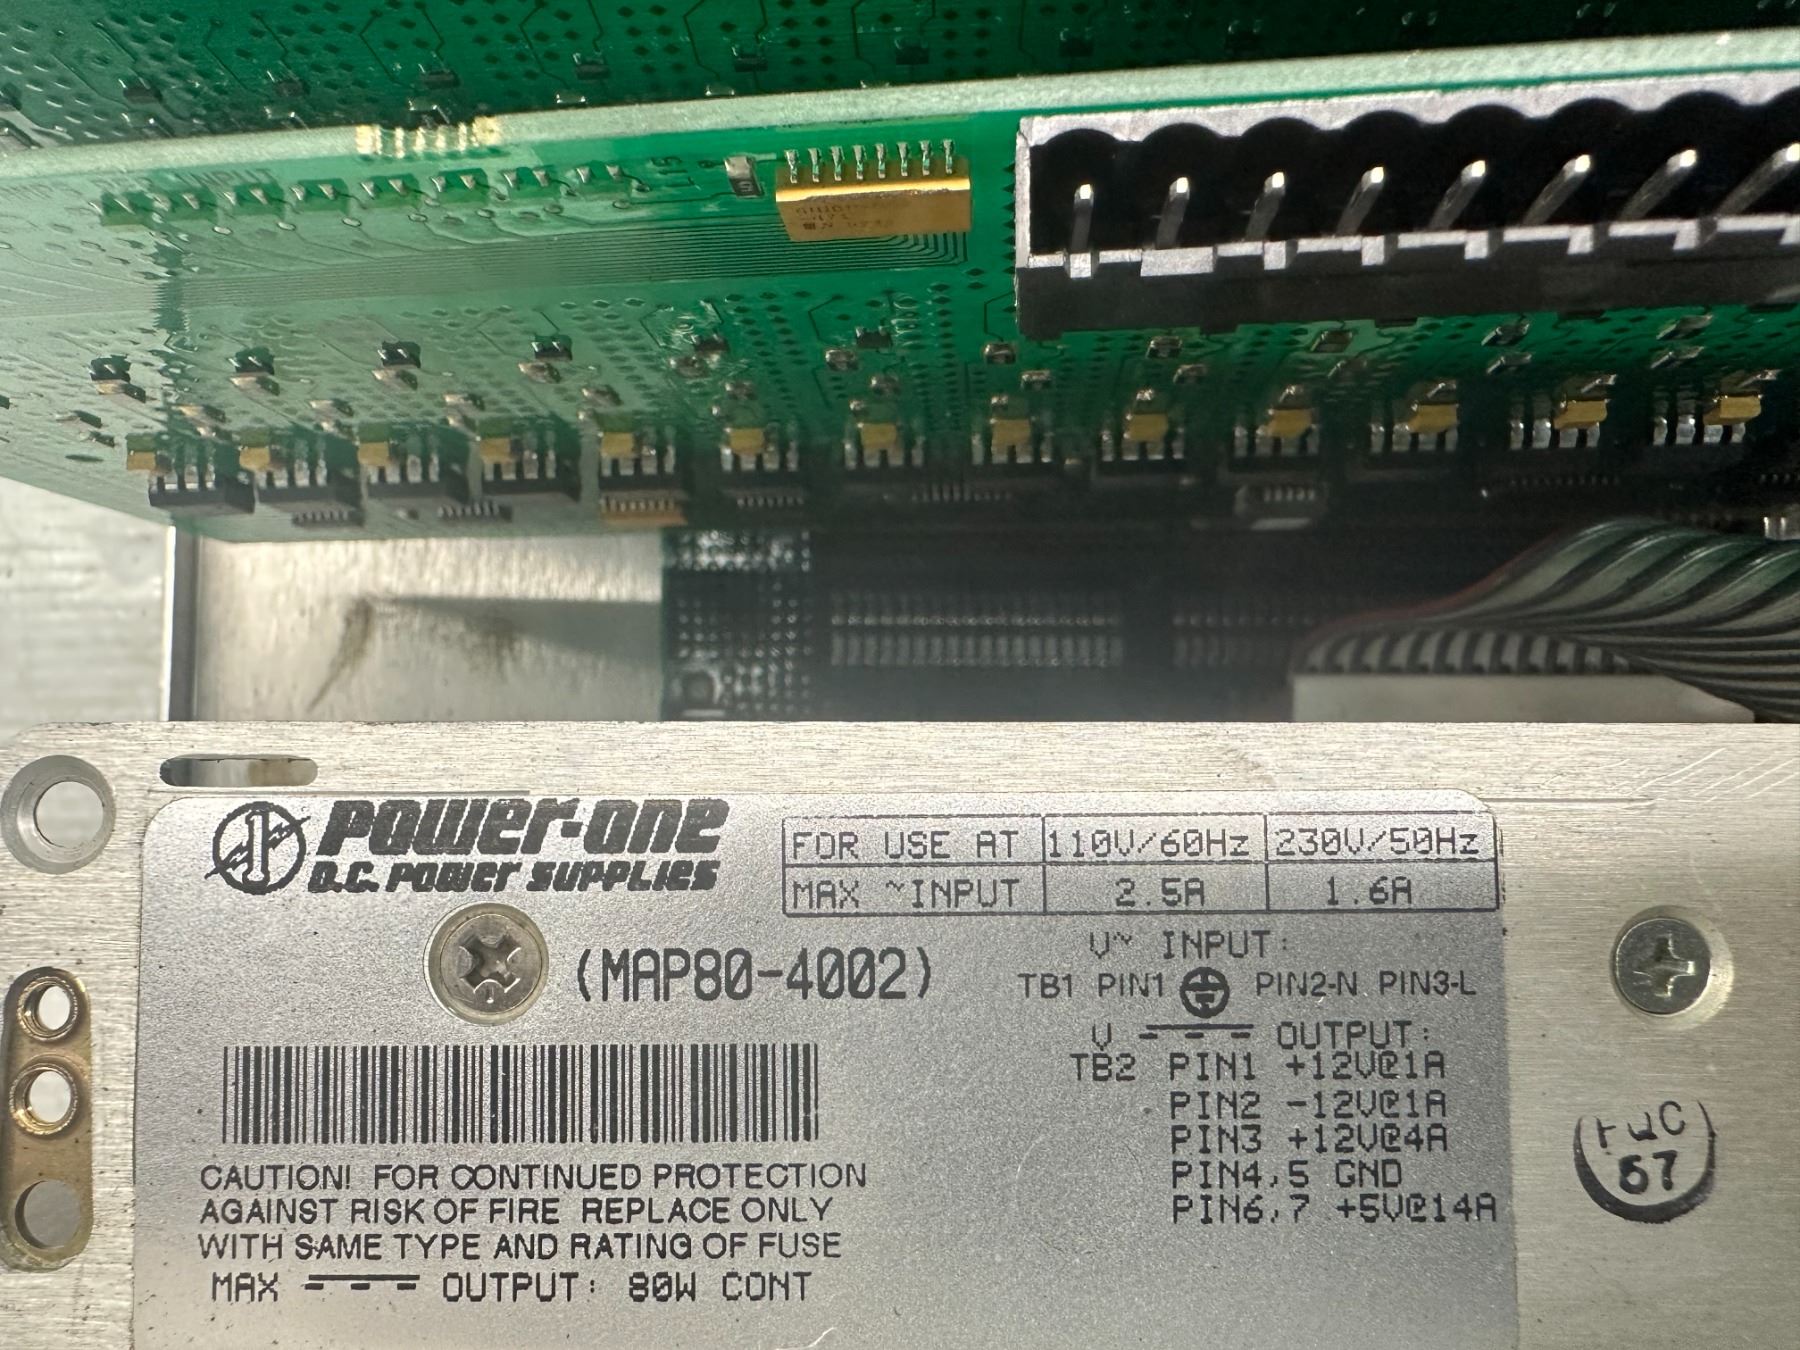 POWER-ONE
D.C. POWER SUPPLIES
FOR USE AT 110V/60Hz 230V/50Hz
MAX ~INPUT 2.5A 1.6A
(MAP80-4002)
V~ INPUT:
TB1 PIN1 PIN2-N PIN3-L
V OUTPUT:
TB2 PIN1 +12V@1A
PIN2 -12V@1A
PIN3 +12V@4A
PIN4,5 GND
PIN6,7 +5V@14A
CAUTION! FOR CONTINUED PROTECTION
AGAINST RISK OF FIRE REPLACE ONLY
WITH SAME TYPE AND RATING OF FUSE
MAX OUTPUT: 80W CONT
67